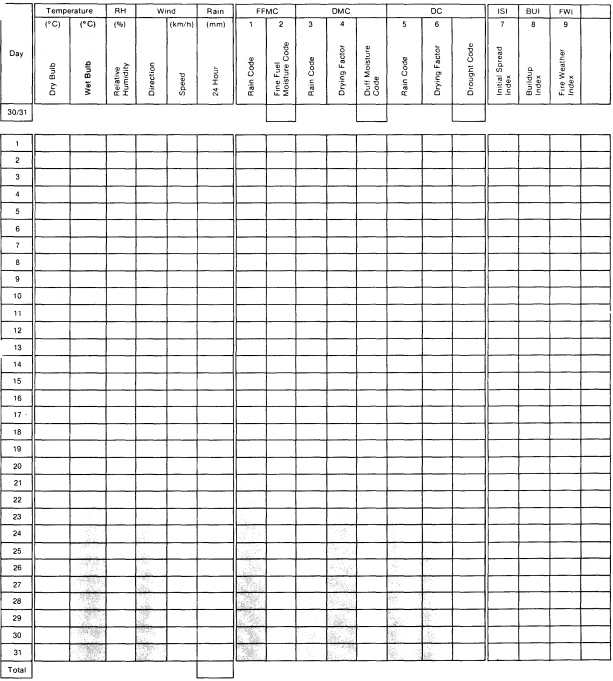 Temperature RH Wind Rain FFMC DMC DC ISI BUI FWI
(°C) (°C) (%) (km/h) (mm) 1 2 3 4 5 6 7 8 9
Day
Dry Bulb
Wet Bulb
Relative
Humidity
Direction
Speed
24 Hour
Rain Code
Fine Fuel
Moisture Code
Rain Code
Drying Factor
Duff Moisture
Code
Rain Code
Drying Factor
Drought Code
Initial Spread
Index
Buildup
Index
Fire Weather
Index
30/31
1
2
3
4
5
6
7
8
9
10
11
12
13
14
15
16
17
18
19
20
21
22
23
24
25
26
27
28
29
30
31
Total